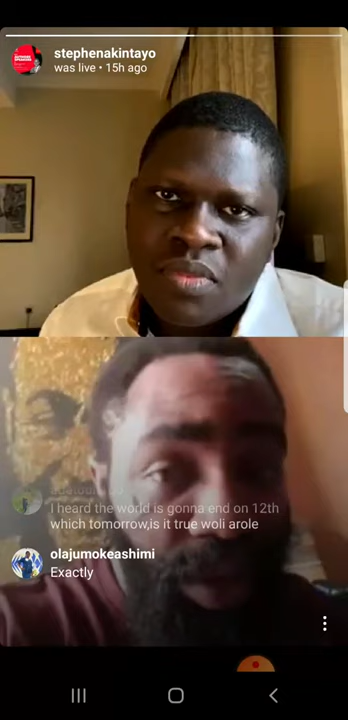 stephenakintayo
was live • 15h ago
I heard the world is gonna end on 12th
which tomorrow,is it true woli arole
olajumokeashimi
Exactly